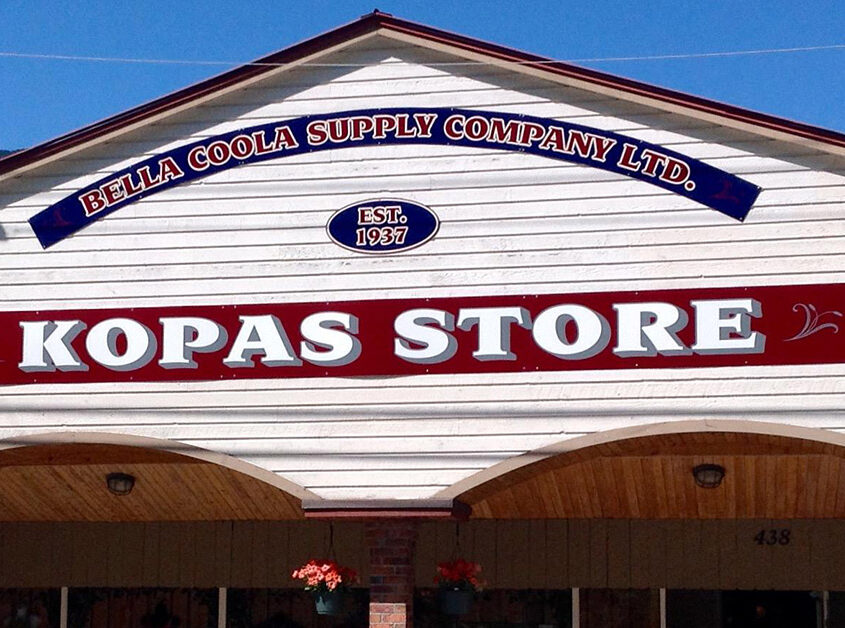 BELLA COOLA SUPPLY COMPANY LTD.
EST.
1937
KOPAS STORE
438